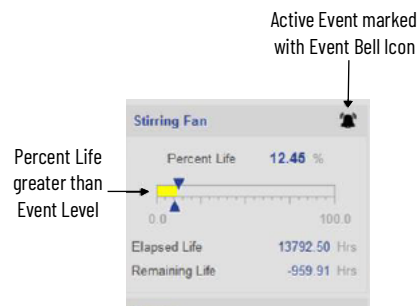 Active Event marked
with Event Bell Icon
Stirring Fan
Percent Life 12.45 %
Percent Life
greater than
Event Level
0.0 100.0
Elapsed Life 13792.50 Hrs
Remaining Life -959.91 Hrs